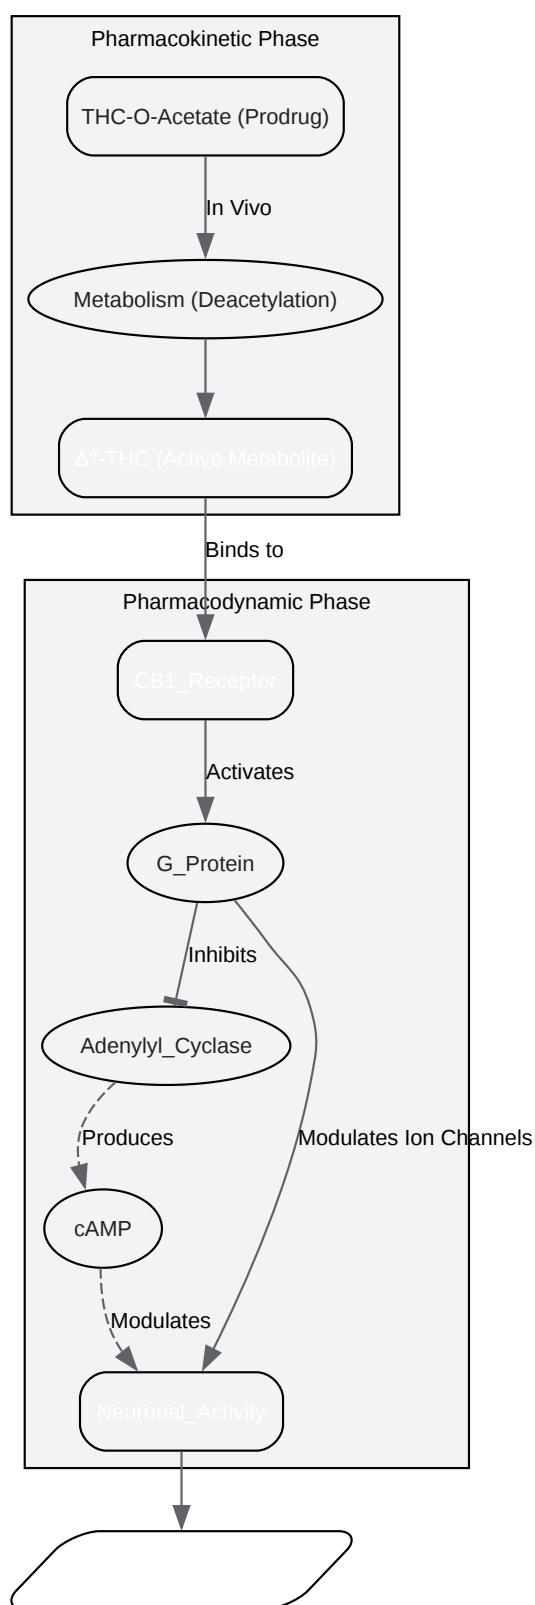 Pharmacokinetic Phase
THC-O-Acetate (Prodrug)
In Vivo
Metabolism (Deacetylation)
Δ⁹-THC (Active Metabolite)
Binds to
Pharmacodynamic Phase
CB1_Receptor
Activates
G_Protein
Inhibits
Adenylyl_Cyclase
Produces
Modulates Ion Channels
cAMP
Modulates
Neuronal_Activity